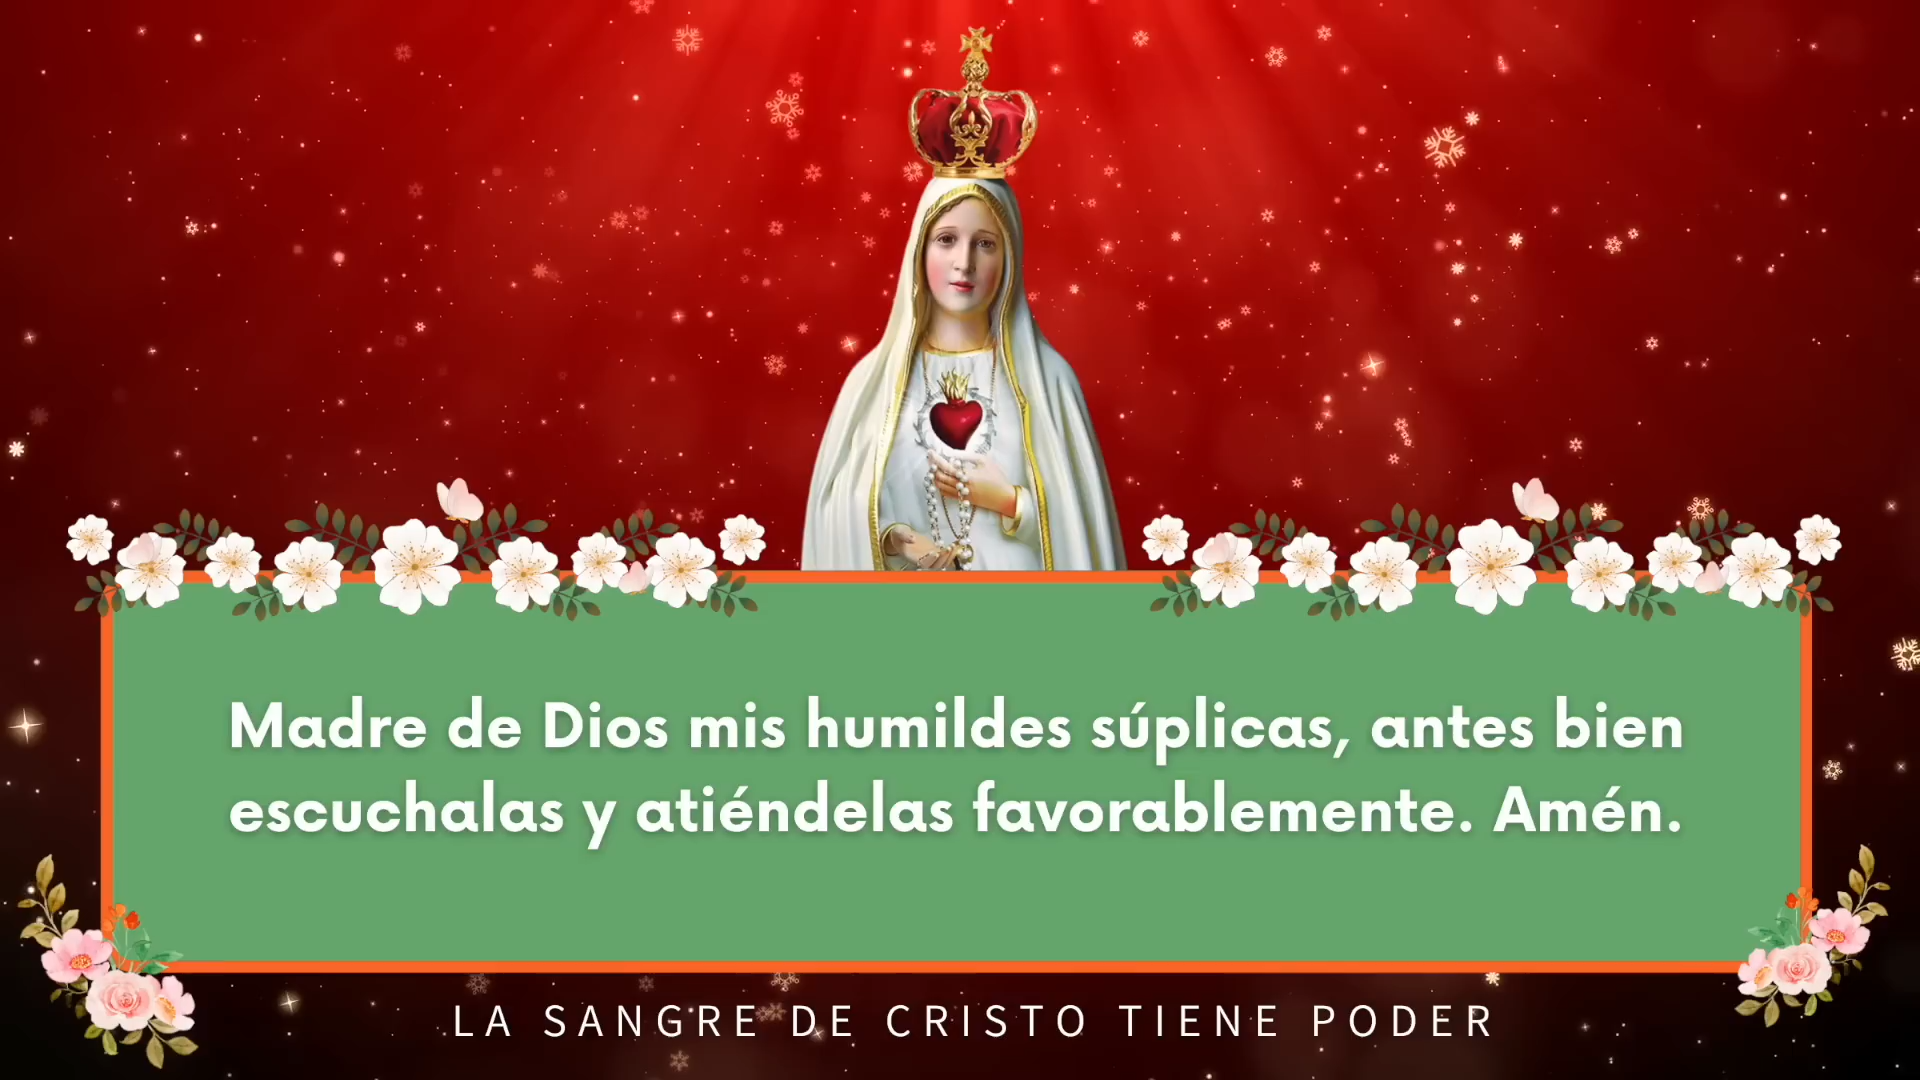 Madre de Dios mis humildes súplicas, antes bien
escuchalas y atiéndelas favorablemente. Amén.
LA SANGRE DE CRISTO TIENE PODER